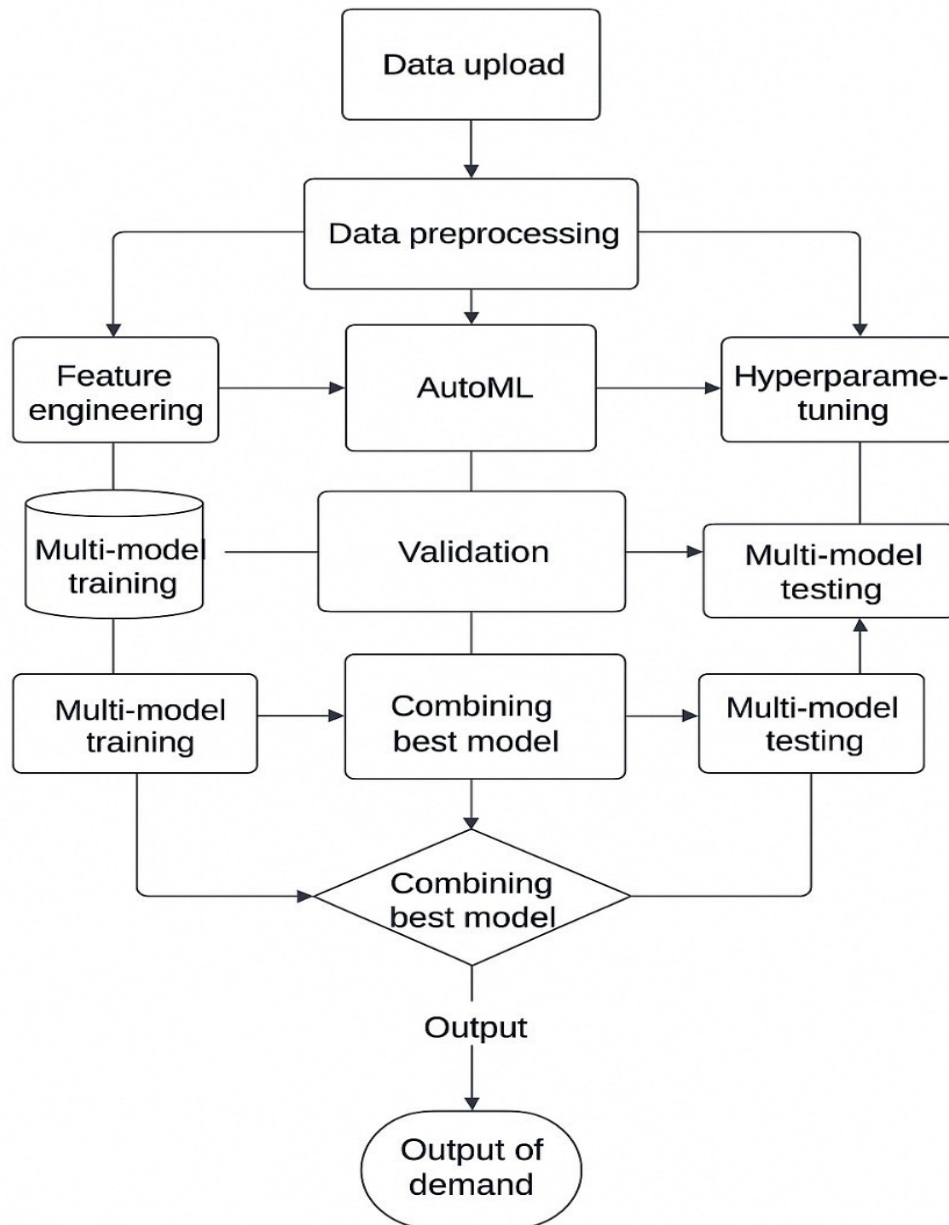 Data upload
Data preprocessing
Feature
engineering
AutoML
Hyperparame-
tuning
Multi-model
training
Validation
Multi-model
testing
Multi-model
training
Combining
best model
Multi-model
testing
Combining
best model
Output
Output of
demand